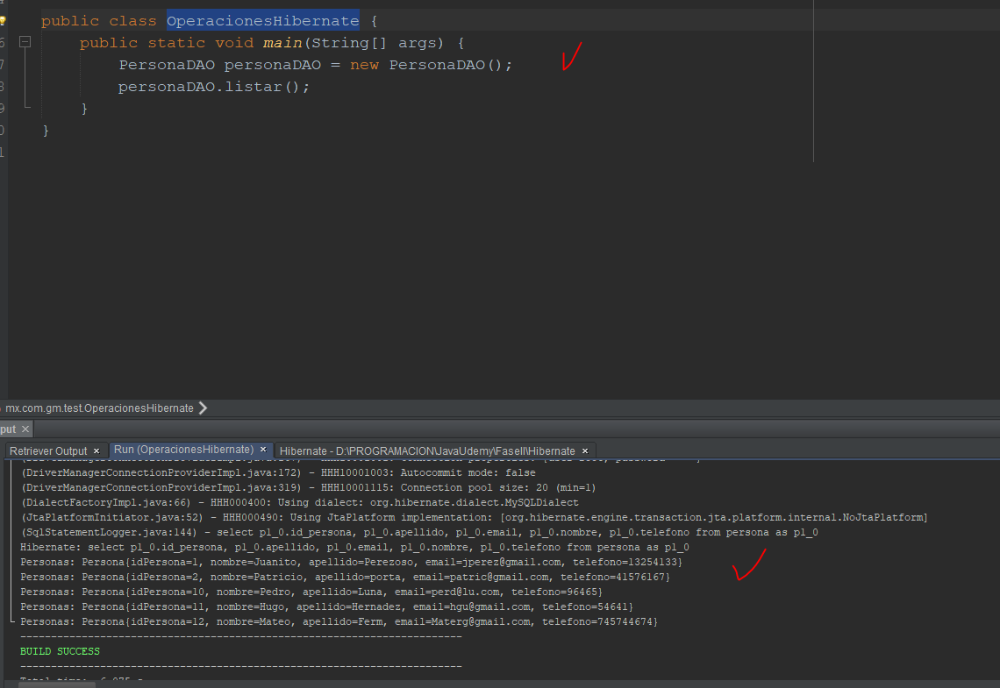 public class OperacionesHibernate {
6 public static void main(String[] args) {
7 PersonaDAO personaDAO = new PersonaDAO();
8 personaDAO.listar();
9 }
0 }
1
mx.com.gm.test.OperacionesHibernate
put ×
Retriever Output × Run (OperacionesHibernate) × Hibernate - D:\PROGRAMACION\JavaUdemy\FaseII\Hibernate ×
(DriverManagerConnectionProviderImpl.java:172) - HHH10001003: Autocommit mode: false
(DriverManagerConnectionProviderImpl.java:319) - HHH10001115: Connection pool size: 20 (min=1)
(DialectFactoryImpl.java:66) - HHH000400: Using dialect: org.hibernate.dialect.MySQLDialect
(JtaPlatformInitiator.java:52) - HHH000490: Using JtaPlatform implementation: [org.hibernate.engine.transaction.jta.platform.internal.NoJtaPlatform]
(SqlStatementLogger.java:144) - select p1_0.id_persona, p1_0.apellido, p1_0.email, p1_0.nombre, p1_0.telefono from persona as p1_0
Hibernate: select p1_0.id_persona, p1_0.apellido, p1_0.email, p1_0.nombre, p1_0.telefono from persona as p1_0
Personas: Persona{idPersona=1, nombre=Juanito, apellido=Perezoso, email=jperez@gmail.com, telefono=13254133}
Personas: Persona{idPersona=2, nombre=Patricio, apellido=porta, email=patric@gmail.com, telefono=41576167}
Personas: Persona{idPersona=10, nombre=Pedro, apellido=Luna, email=perd@lu.com, telefono=96465}
Personas: Persona{idPersona=11, nombre=Hugo, apellido=Hernadez, email=hgu@gmail.com, telefono=54641}
Personas: Persona{idPersona=12, nombre=Mateo, apellido=Ferm, email=Materg@gmail.com, telefono=745744674}
------------------------------------------------------------------------
BUILD SUCCESS
------------------------------------------------------------------------